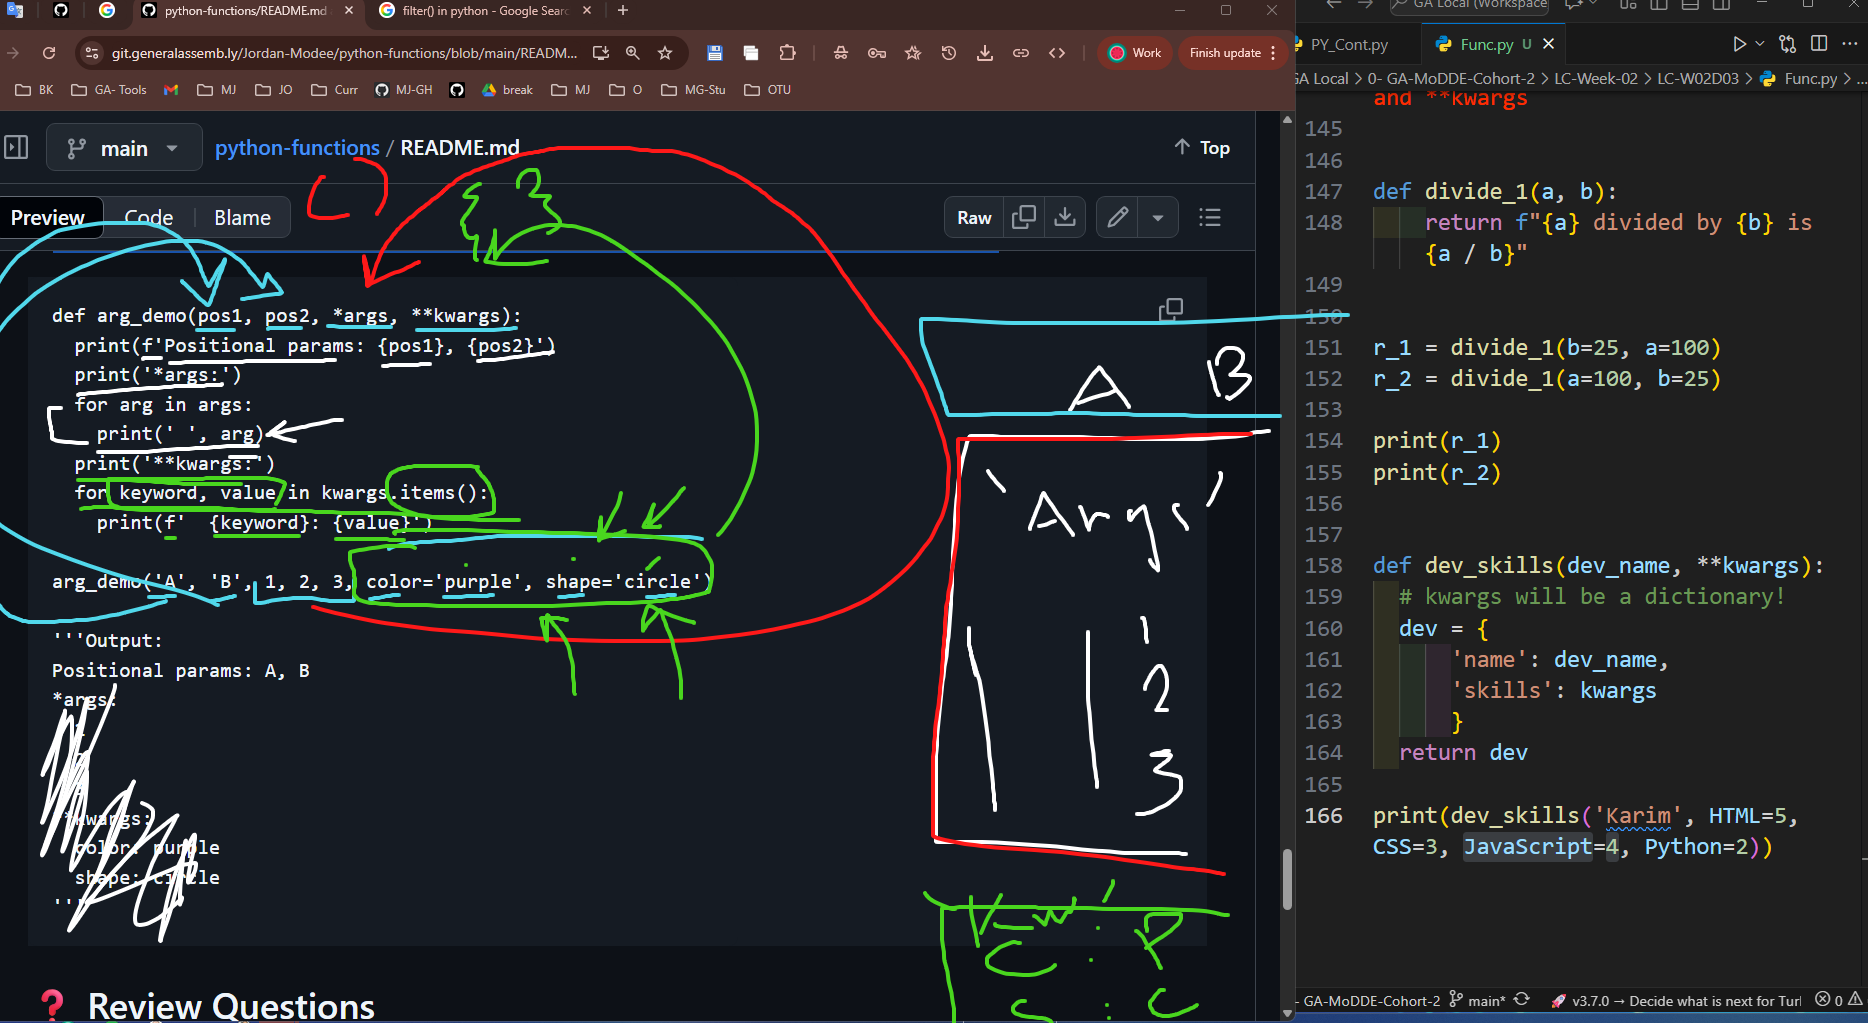 python-functions/README.md
filter() in python - Google Searc
git.generalassemb.ly/Jordan-Modee/python-functions/blob/main/READM...
Work
Finish update
BK
GA- Tools
MJ
JO
Curr
MJ-GH
break
MJ
O
MG-Stu
OTU
main
python-functions / README.md
Top
Preview
Code
Blame
Raw
3
def arg_demo(pos1, pos2, *args, **kwargs):
print(f'Positional params: {pos1}, {pos2}')
print('*args:')
for arg in args:
print(' ', arg)
print('**kwargs:')
for keyword, value in kwargs.items():
print(f'  {keyword}: {value}')
arg_demo('A', 'B', 1, 2, 3, color='purple', shape='circle')
'''Output:
Positional params: A, B
*args:
**kwargs:
color: purple
shape: circle
'''
A B
'Args'
1
2
3
K-w'
C : P
S : C
❓ Review Questions
GA Local (Workspace
PY_Cont.py
Func.py U
GA Local > 0- GA-MoDDE-Cohort-2 > LC-Week-02 > LC-W02D03 > Func.py > ...
and **kwargs
145
146
147 def divide_1(a, b):
148 return f"{a} divided by {b} is
{a / b}"
149
150
151 r_1 = divide_1(b=25, a=100)
152 r_2 = divide_1(a=100, b=25)
153
154 print(r_1)
155 print(r_2)
156
157
158 def dev_skills(dev_name, **kwargs):
159 # kwargs will be a dictionary!
160 dev = {
161 'name': dev_name,
162 'skills': kwargs
163 }
164 return dev
165
166 print(dev_skills('Karim', HTML=5,
CSS=3, JavaScript=4, Python=2))
- GA-MoDDE-Cohort-2
main*
v3.7.0 → Decide what is next for Turl
0